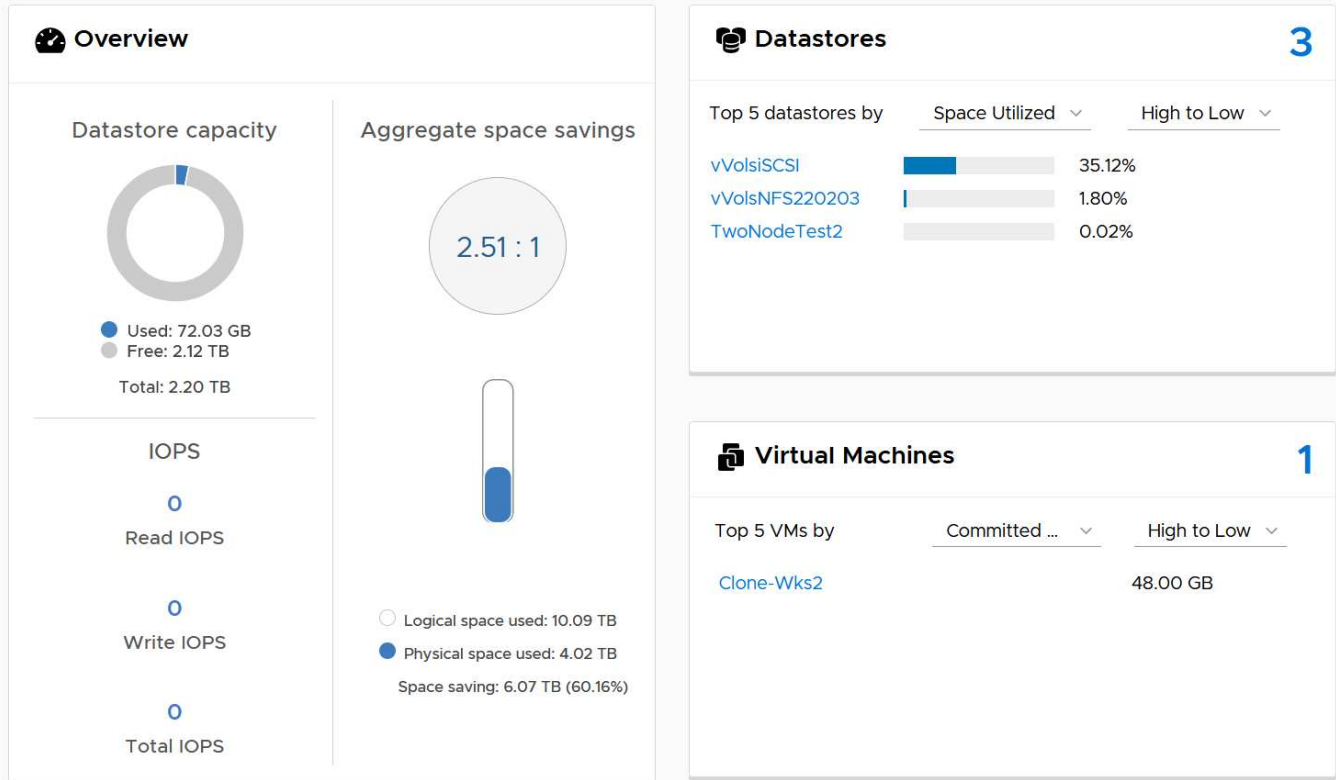 Overview
Datastore capacity
Used: 72.03 GB
Free: 2.12 TB
Total: 2.20 TB
IOPS
0
Read IOPS
0
Write IOPS
0
Total IOPS
Aggregate space savings
2.51 : 1
Logical space used: 10.09 TB
Physical space used: 4.02 TB
Space saving: 6.07 TB (60.16%)
Datastores 3
Top 5 datastores by Space Utilized High to Low
vVolsiSCSI 35.12%
vVolsNFS220203 1.80%
TwoNodeTest2 0.02%
Virtual Machines 1
Top 5 VMs by Committed ... High to Low
Clone-Wks2 48.00 GB